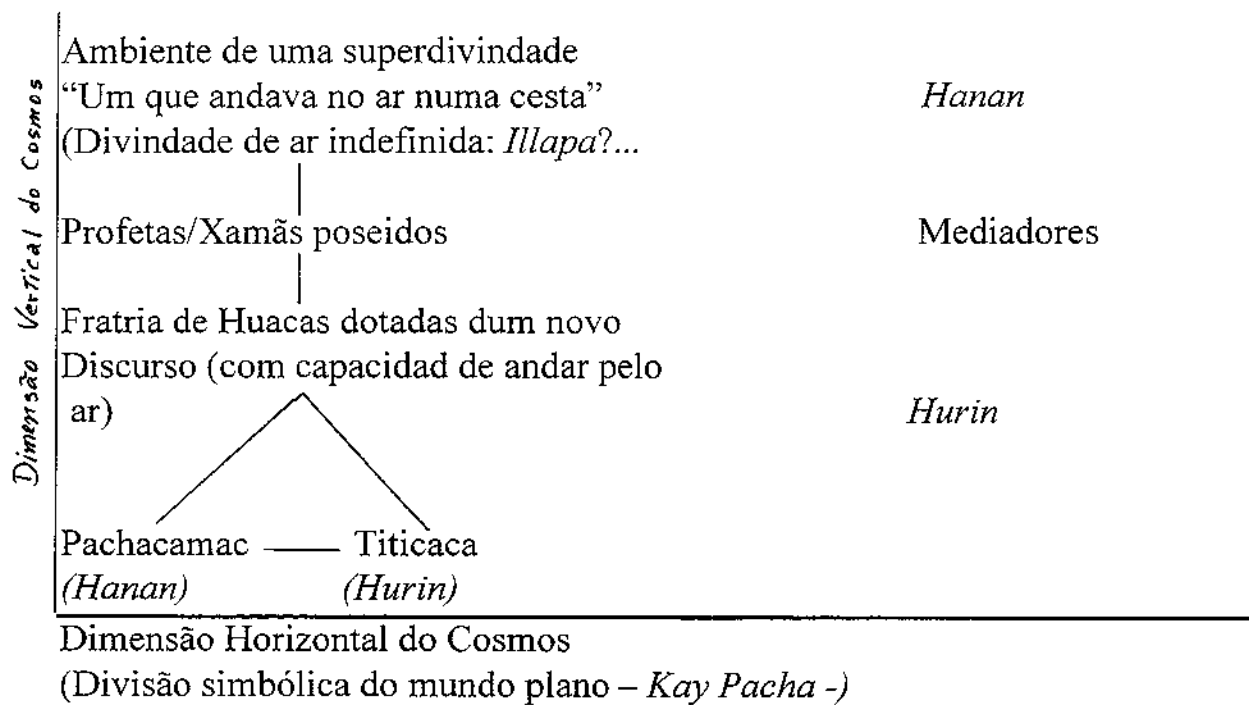 Dimensão Vertical do Cosmos
Ambiente de uma superdivindade
“Um que andava no ar numa cesta” Hanan
(Divindade de ar indefinida: Illapa?...
Profetas/Xamãs poseidos Mediadores
Fratria de Huacas dotadas dum novo
Discurso (com capacidad de andar pelo
ar) Hurin
Pachacamac Titicaca
(Hanan) (Hurin)
Dimensão Horizontal do Cosmos
(Divisão simbólica do mundo plano – Kay Pacha -)